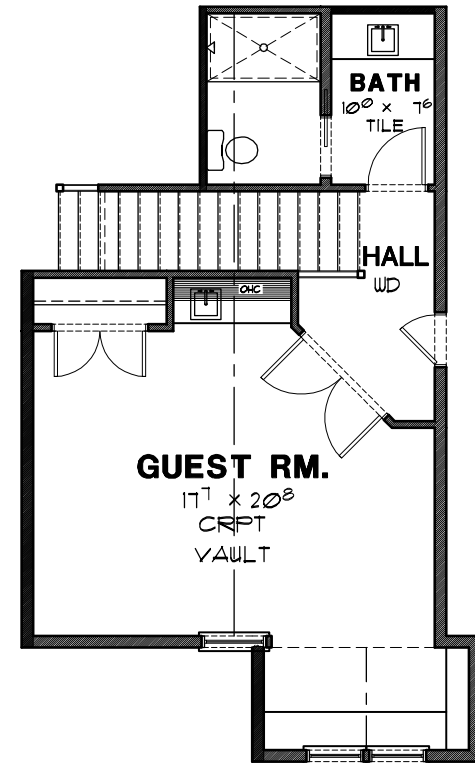 BATH
10⁰ × 7⁶
TILE
HALL
WD
OHC
GUEST RM.
17⁷ × 20⁸
CRPT
VAULT